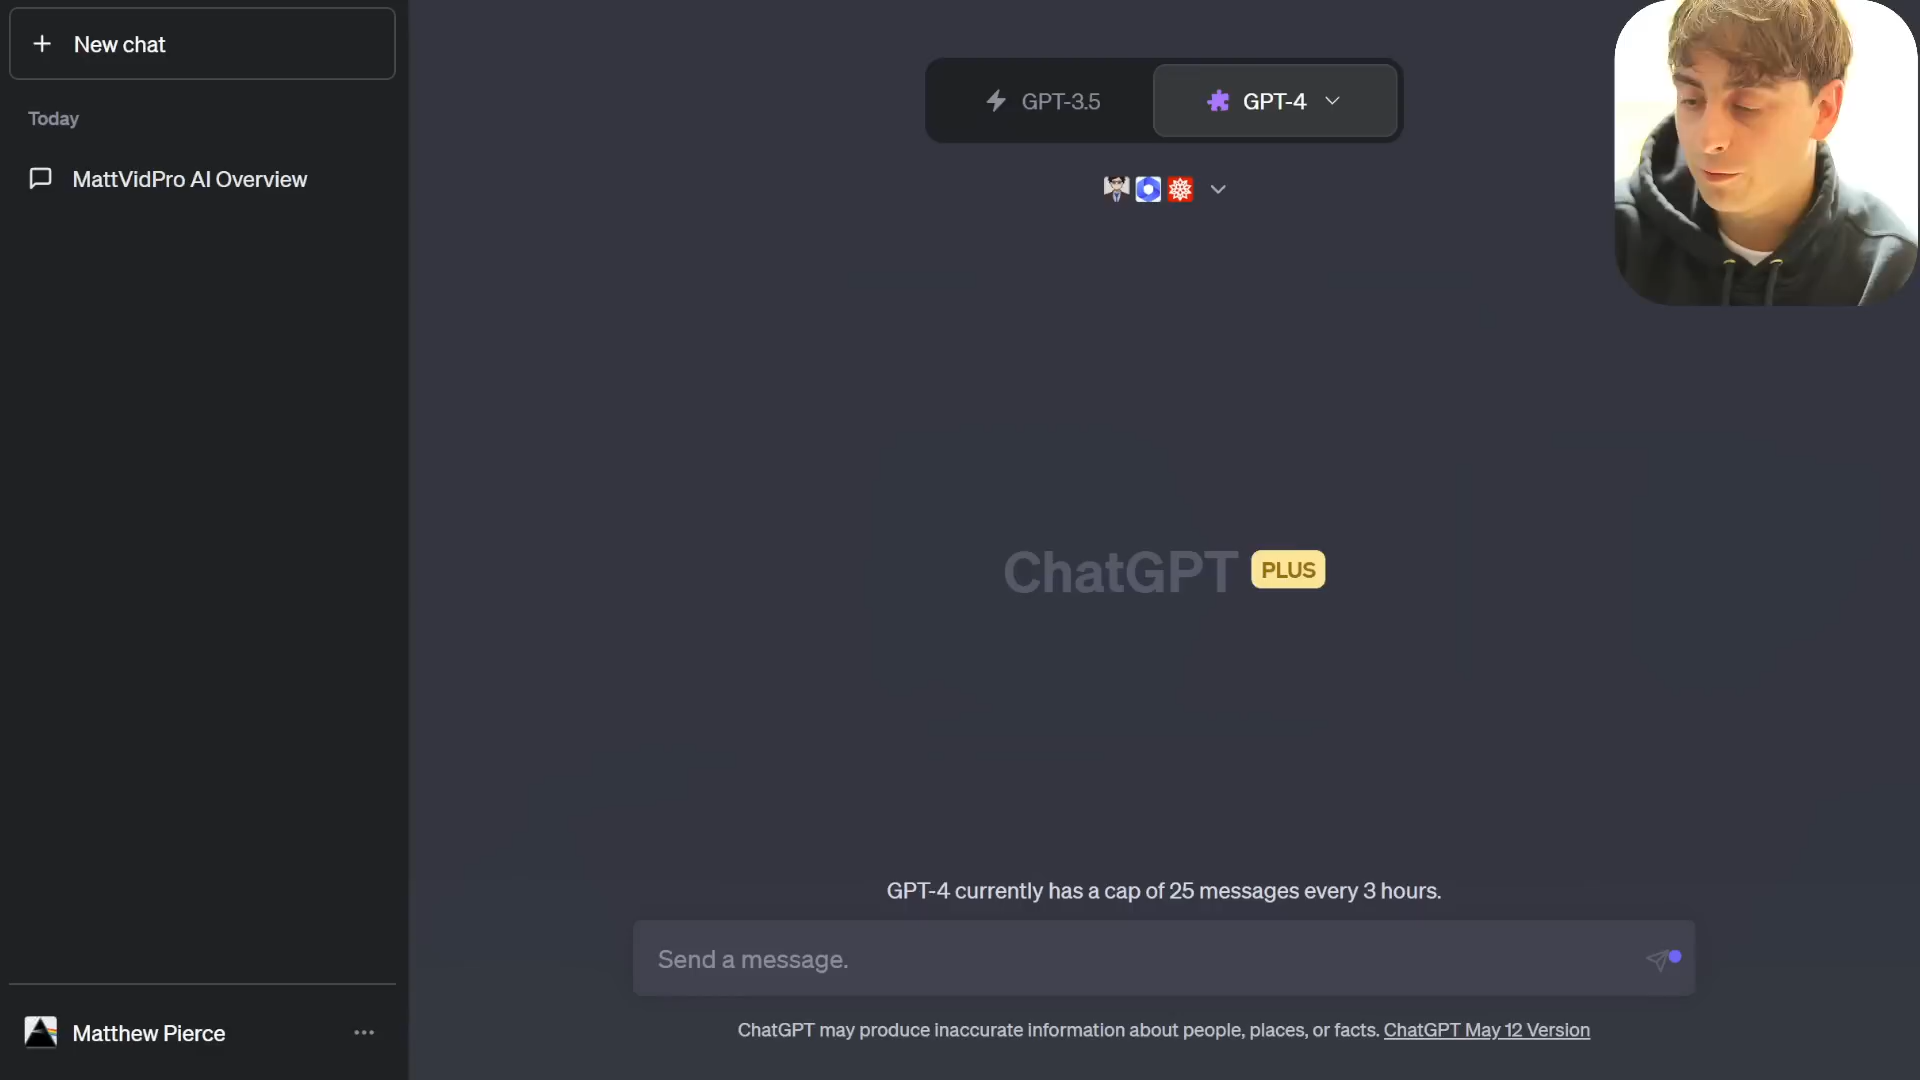 New chat
Today
MattVidPro AI Overview
GPT-3.5
GPT-4
ChatGPT PLUS
GPT-4 currently has a cap of 25 messages every 3 hours.
Send a message.
ChatGPT may produce inaccurate information about people, places, or facts. ChatGPT May 12 Version
Matthew Pierce